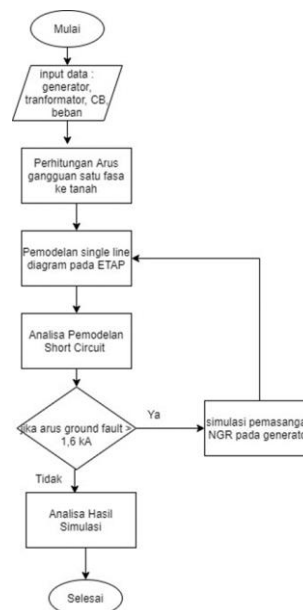 Mulai
input data :
generator,
tranformator, CB,
beban
Perhitungan Arus
gangguan satu fasa
ke tanah
Pemodelan single line
diagram pada ETAP
Analisa Pemodelan
Short Circuit
jika arus ground fault >
1,6 kA
Ya
simulasi pemasanga
NGR pada generato
Tidak
Analisa Hasil
Simulasi
Selesai